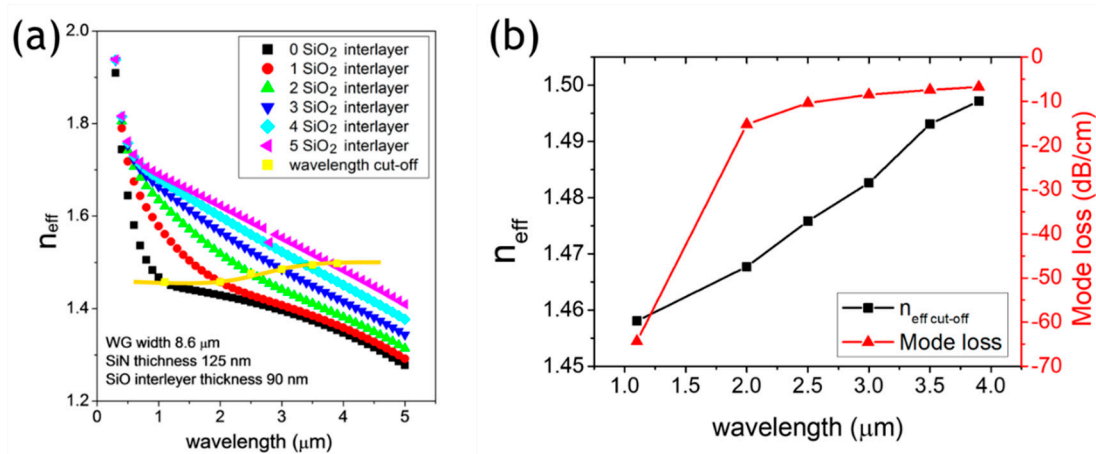 (a)
2.0
1.8
1.6
1.4
1.2
n_eff
0 SiO₂ interlayer
1 SiO₂ interlayer
2 SiO₂ interlayer
3 SiO₂ interlayer
4 SiO₂ interlayer
5 SiO₂ interlayer
wavelength cut-off
WG width 8.6 μm
SiN thichness 125 nm
SiO interleyer thickness 90 nm
0 1 2 3 4 5
wavelength (μm)
(b)
1.50
1.49
1.48
1.47
1.46
1.45
n_eff
n_eff cut-off
Mode loss
0
-10
-20
-30
-40
-50
-60
-70
Mode loss (dB/cm)
1.0 1.5 2.0 2.5 3.0 3.5 4.0
wavelength (μm)